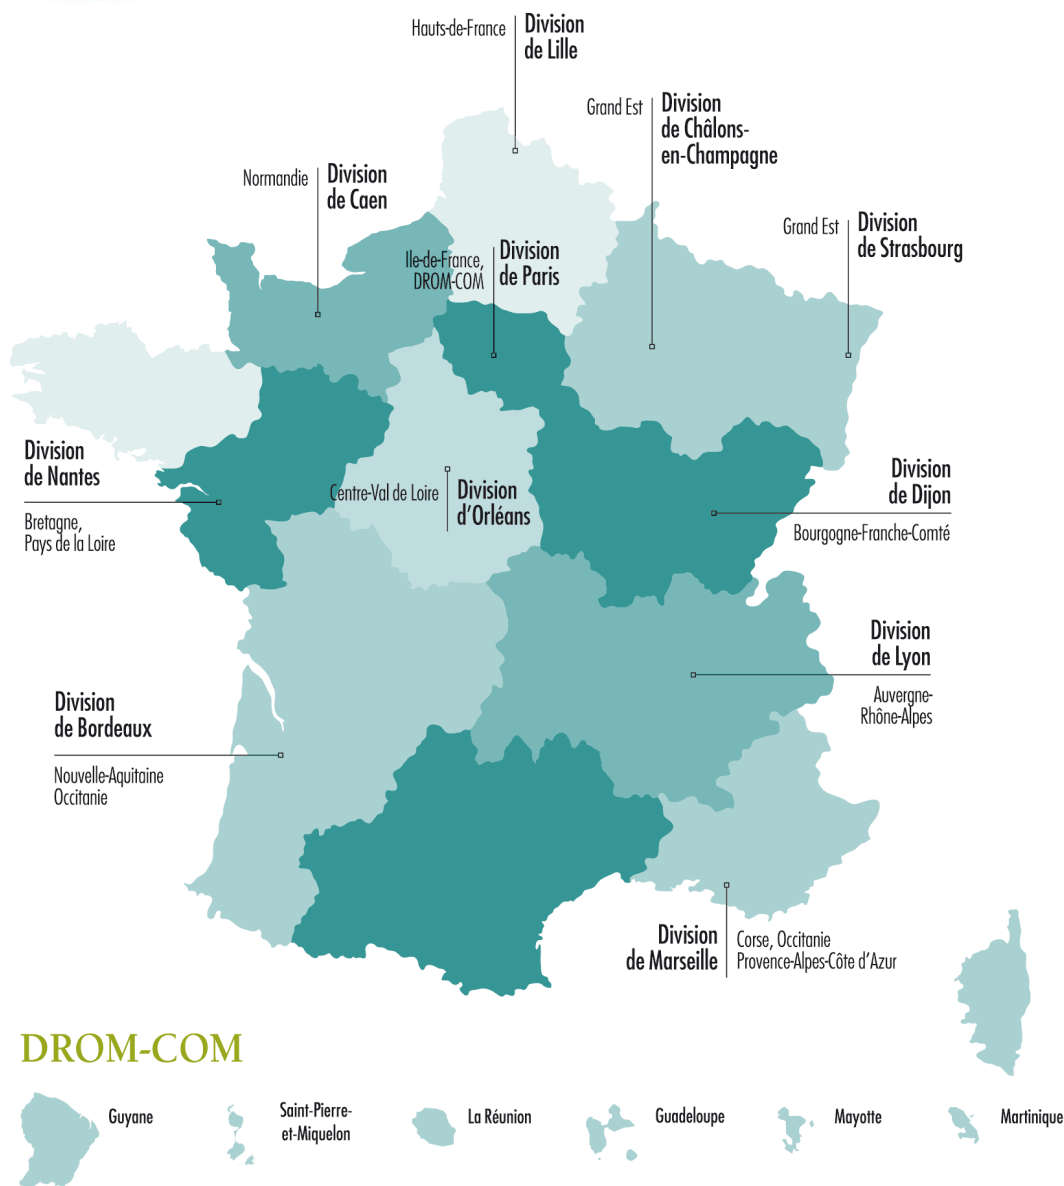 Hauts-de-France
Division
de Lille
Grand Est
Division
de Châlons-
en-Champagne
Normandie
Division
de Caen
Grand Est
Division
de Strasbourg
Ile-de-France,
DROM-COM
Division
de Paris
Division
de Nantes
Bretagne,
Pays de la Loire
Centre-Val de Loire
Division
d'Orléans
Division
de Dijon
Bourgogne-Franche-Comté
Division
de Lyon
Auvergne-
Rhône-Alpes
Division
de Bordeaux
Nouvelle-Aquitaine
Occitanie
Division
de Marseille
Corse, Occitanie
Provence-Alpes-Côte d'Azur
DROM-COM
Guyane
Saint-Pierre-
et-Miquelon
La Réunion
Guadeloupe
Mayotte
Martinique